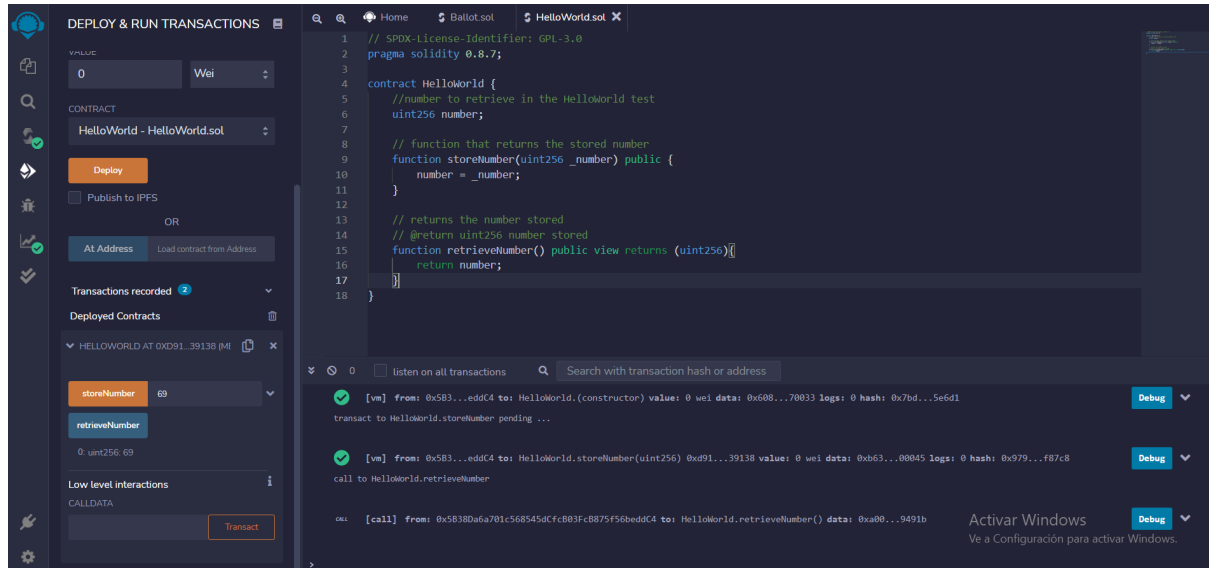 DEPLOY & RUN TRANSACTIONS
VALUE
0 Wei
CONTRACT
HelloWorld - HelloWorld.sol
Deploy
Publish to IPFS
OR
At Address Load contract from Address
Transactions recorded 2
Deployed Contracts
HELLOWORLD AT 0XD91...39138 (ME
storeNumber 69
retrieveNumber
0: uint256: 69
Low level interactions i
CALLDATA
Transact
Home Ballot.sol HelloWorld.sol
1 // SPDX-License-Identifier: GPL-3.0
2 pragma solidity 0.8.7;
3
4 contract HelloWorld {
5 //number to retrieve in the HelloWorld test
6 uint256 number;
7
8 // function that returns the stored number
9 function storeNumber(uint256 _number) public {
10 number = _number;
11 }
12
13 // returns the number stored
14 // @return uint256 number stored
15 function retrieveNumber() public view returns (uint256){
16 return number;
17 }
18 }
0 listen on all transactions Search with transaction hash or address
[vm] from: 0x5B3...eddC4 to: HelloWorld.(constructor) value: 0 wei data: 0x608...70033 logs: 0 hash: 0x7bd...5e6d1 Debug
transact to HelloWorld.storeNumber pending ...
[vm] from: 0x5B3...eddC4 to: HelloWorld.storeNumber(uint256) 0xd91...39138 value: 0 wei data: 0xb63...00045 logs: 0 hash: 0x979...f87c8 Debug
call to HelloWorld.retrieveNumber
CALL [call] from: 0x5B38Da6a701c568545dCfcB03FcB875f56beddC4 to: HelloWorld.retrieveNumber() data: 0xa00...9491b Debug
>
Activar Windows
Ve a Configuración para activar Windows.